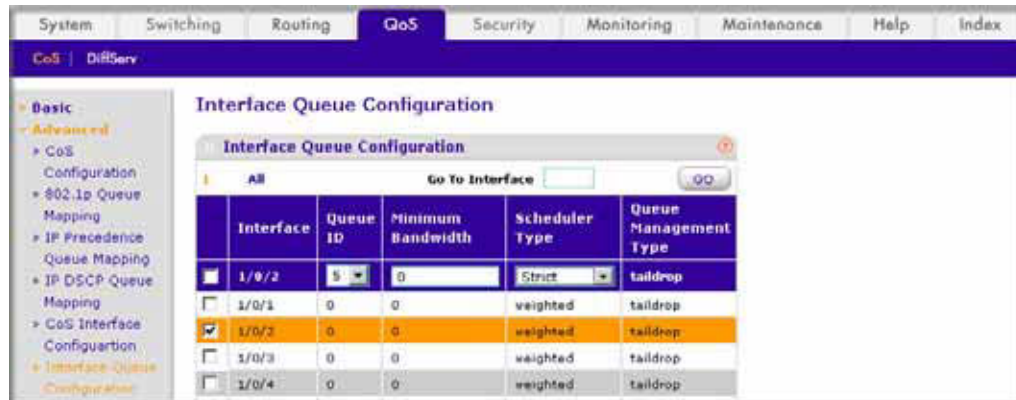 System Switching Routing QoS Security Monitoring Maintenance Help Index
CoS DiffServ
Basic
Advanced
CoS
Configuration
802.1p Queue
Mapping
IP Precedence
Queue Mapping
IP DSCP Queue
Mapping
CoS Interface
Configuartion
Interface Queue
Configuration
Interface Queue Configuration
Interface Queue Configuration
1 All Go To Interface GO
Interface Queue ID Minimum Bandwidth Scheduler Type Queue Management Type
1/0/2 5 0 Strict taildrop
1/0/1 0 0 weighted taildrop
1/0/2 0 0 weighted taildrop
1/0/3 0 0 weighted taildrop
1/0/4 0 0 weighted taildrop